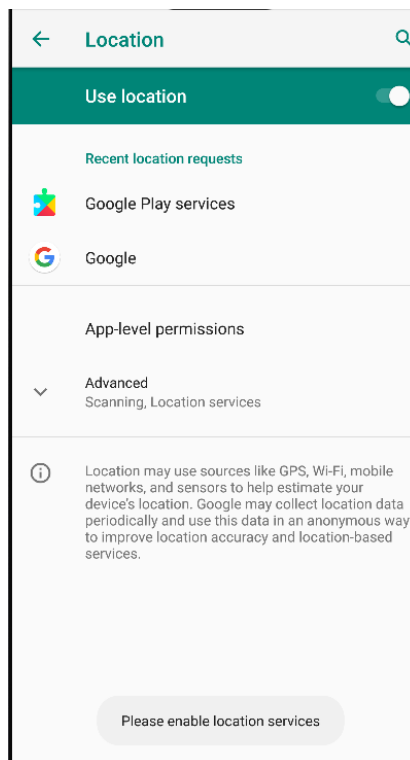 Location
Use location
Recent location requests
Google Play services
Google
App-level permissions
Advanced
Scanning, Location services
Location may use sources like GPS, Wi-Fi, mobile
networks, and sensors to help estimate your
device's location. Google may collect location data
periodically and use this data in an anonymous way
to improve location accuracy and location-based
services.
Please enable location services